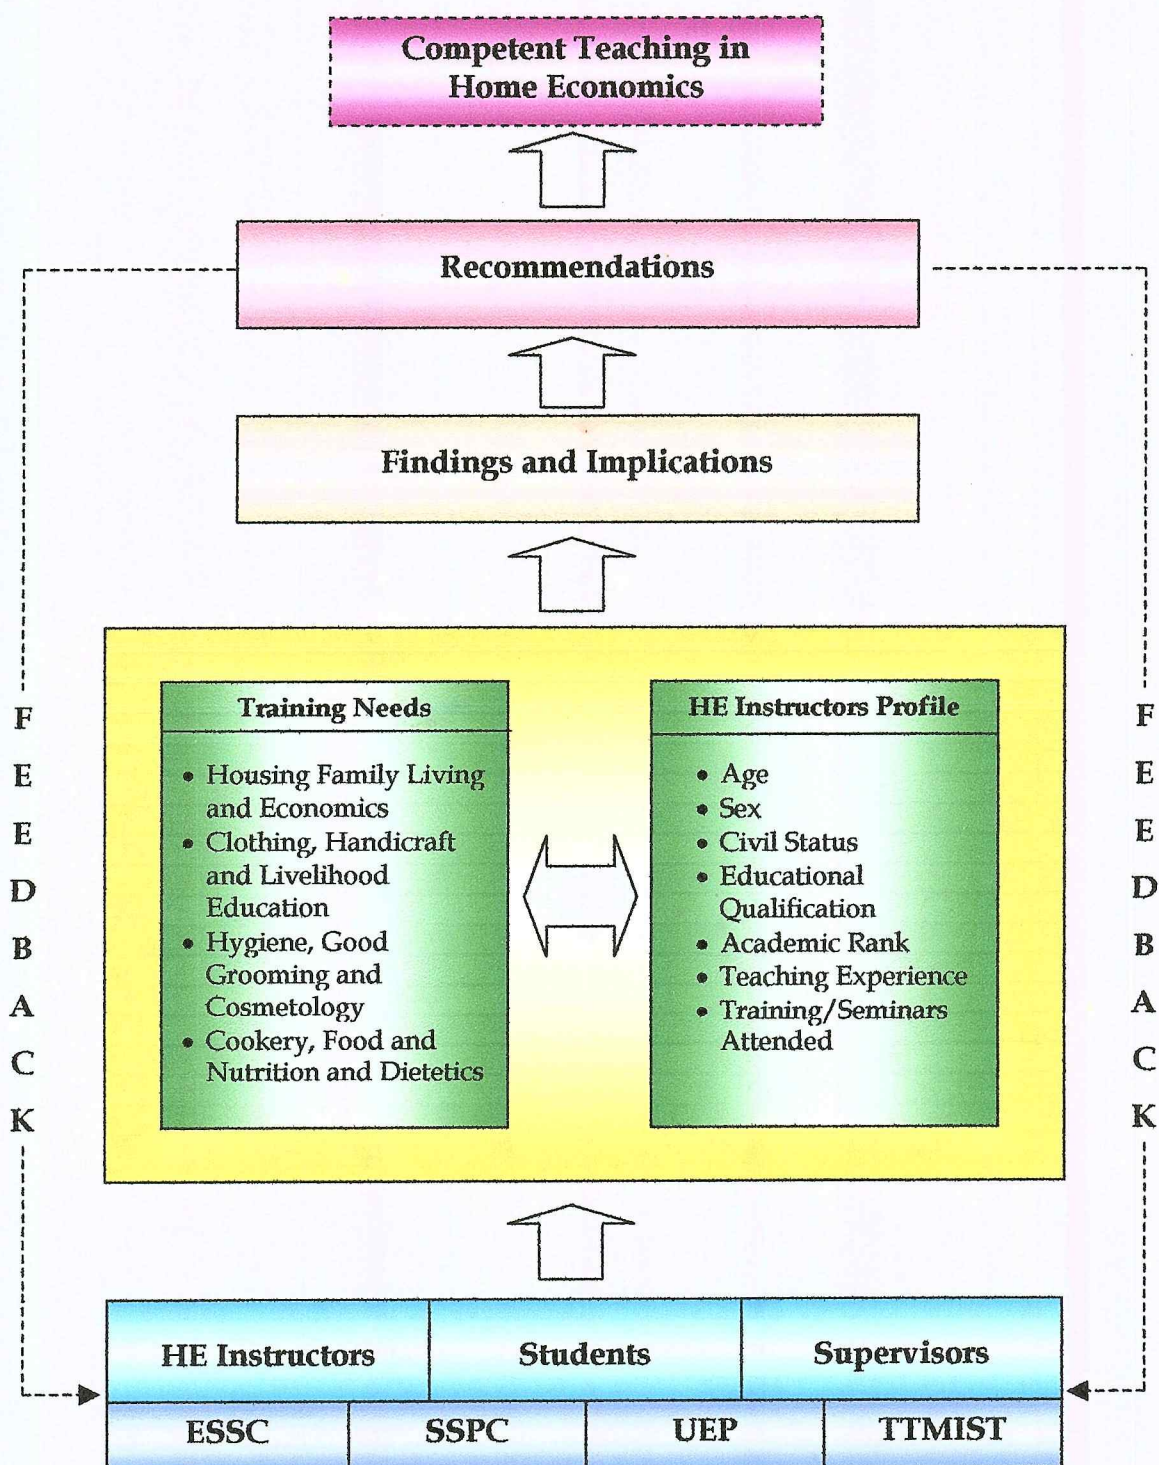 Competent Teaching in
Home Economics
Recommendations
Findings and Implications
Training Needs
• Housing Family Living
and Economics
• Clothing, Handicraft
and Livelihood
Education
• Hygiene, Good
Grooming and
Cosmetology
• Cookery, Food and
Nutrition and Dietetics
HE Instructors Profile
• Age
• Sex
• Civil Status
• Educational
Qualification
• Academic Rank
• Teaching Experience
• Training/Seminars
Attended
F
E
E
D
B
A
C
K
F
E
E
D
B
A
C
K
HE Instructors
Students
Supervisors
ESSC
SSPC
UEP
TTMIST